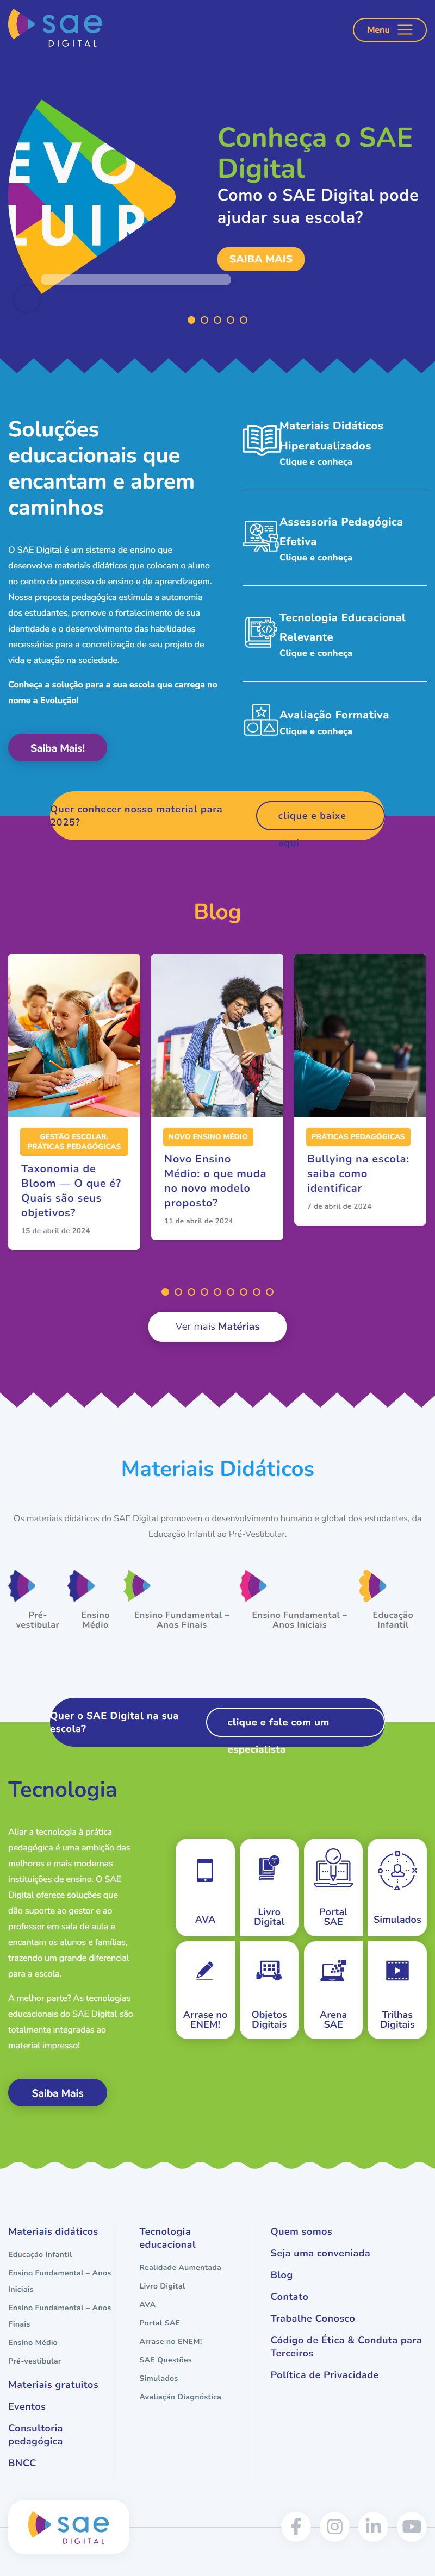 sae
DIGITAL
Menu
EVO
LUIR
Conheça o SAE
Digital
Como o SAE Digital pode
ajudar sua escola?
SAIBA MAIS
Soluções
educacionais que
encantam e abrem
caminhos
O SAE Digital é um sistema de ensino que
desenvolve materiais didáticos que colocam o aluno
no centro do processo de ensino e de aprendizagem.
Nossa proposta pedagógica estimula a autonomia
dos estudantes, promove o fortalecimento de sua
identidade e o desenvolvimento das habilidades
necessárias para a concretização de seu projeto de
vida e atuação na sociedade.
Conheça a solução para a sua escola que carrega no
nome a Evolução!
Saiba Mais!
Materiais Didáticos
Hiperatualizados
Clique e conheça
Assessoria Pedagógica
Efetiva
Clique e conheça
Tecnologia Educacional
Relevante
Clique e conheça
Avaliação Formativa
Clique e conheça
Quer conhecer nosso material para
2025?
clique e baixe
aqui
Blog
GESTÃO ESCOLAR,
PRÁTICAS PEDAGÓGICAS
Taxonomia de
Bloom — O que é?
Quais são seus
objetivos?
15 de abril de 2024
NOVO ENSINO MÉDIO
Novo Ensino
Médio: o que muda
no novo modelo
proposto?
11 de abril de 2024
PRÁTICAS PEDAGÓGICAS
Bullying na escola:
saiba como
identificar
7 de abril de 2024
Ver mais Matérias
Materiais Didáticos
Os materiais didáticos do SAE Digital promovem o desenvolvimento humano e global dos estudantes, da
Educação Infantil ao Pré-Vestibular.
Pré-
vestibular
Ensino
Médio
Ensino Fundamental –
Anos Finais
Ensino Fundamental –
Anos Iniciais
Educação
Infantil
Quer o SAE Digital na sua
escola?
clique e fale com um
especialista
Tecnologia
Aliar a tecnologia à prática
pedagógica é uma ambição das
melhores e mais modernas
instituições de ensino. O SAE
Digital oferece soluções que
dão suporte ao gestor e ao
professor em sala de aula e
encantam os alunos e famílias,
trazendo um grande diferencial
para a escola.
A melhor parte? As tecnologias
educacionais do SAE Digital são
totalmente integradas ao
material impresso!
Saiba Mais
AVA
Livro
Digital
Portal
SAE
Simulados
Arrase no
ENEM!
Objetos
Digitais
Arena
SAE
Trilhas
Digitais
Materiais didáticos
Educação Infantil
Ensino Fundamental – Anos
Iniciais
Ensino Fundamental – Anos
Finais
Ensino Médio
Pré-vestibular
Materiais gratuitos
Eventos
Consultoria
pedagógica
BNCC
Tecnologia
educacional
Realidade Aumentada
Livro Digital
AVA
Portal SAE
Arrase no ENEM!
SAE Questões
Simulados
Avaliação Diagnóstica
Quem somos
Seja uma conveniada
Blog
Contato
Trabalhe Conosco
Código de Ética & Conduta para
Terceiros
Política de Privacidade
sae
DIGITAL